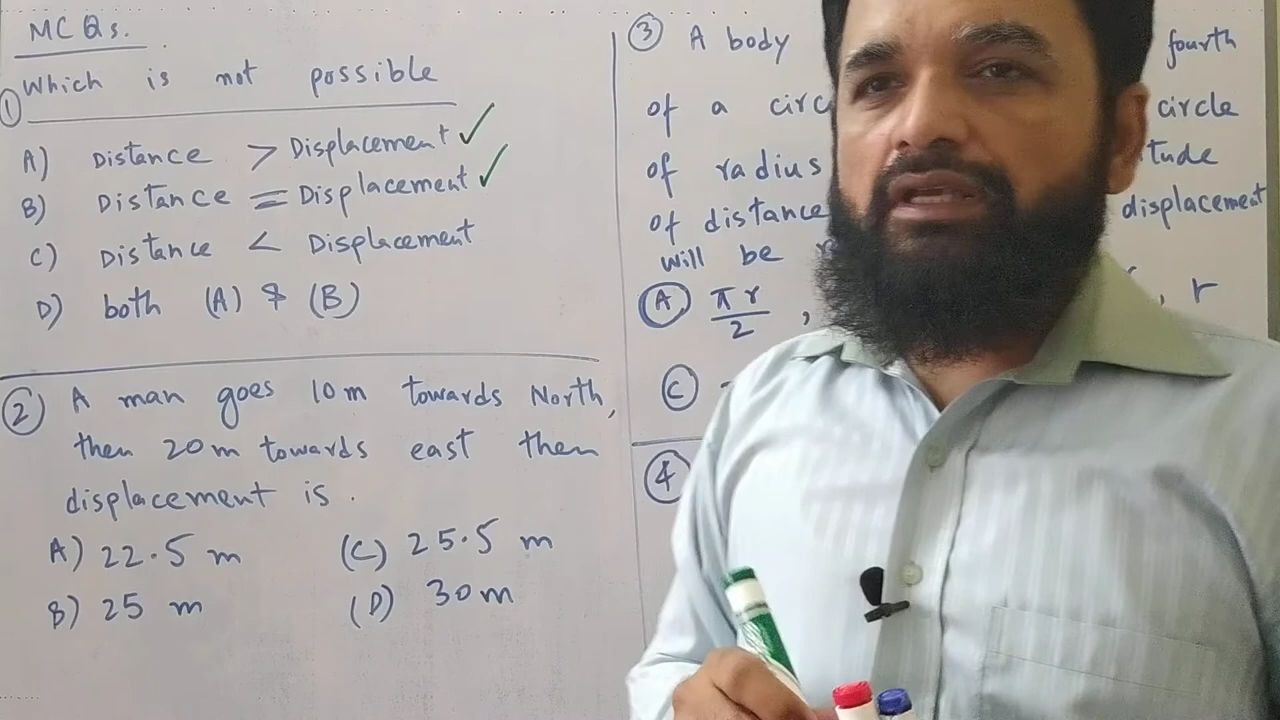 MCQs.
① Which is not possible
A) Distance > Displacement ✓
B) Distance = Displacement ✓
C) Distance < Displacement
D) both (A) & (B)
② A man goes 10m towards North,
then 20m towards east then
displacement is.
A) 22.5 m (C) 25.5 m
B) 25 m (D) 30m
③ A body fourth
of a circle
of radius
of distance displacement
will be
Ⓐ πr/2 , , r
Ⓒ
④